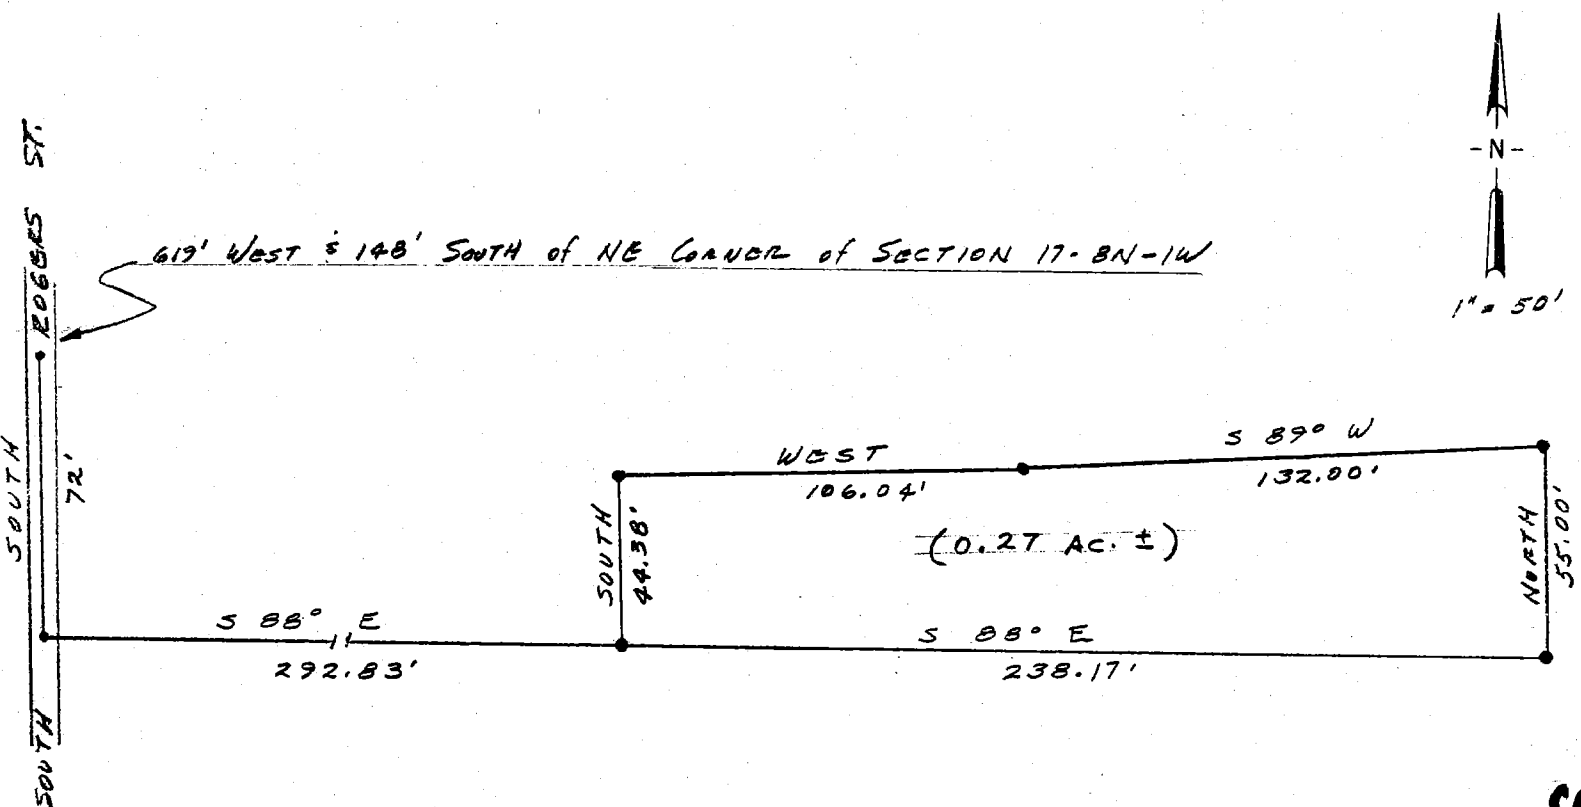 -N-
1" = 50'
SOUTH ROGERS ST.
619' WEST & 148' SOUTH of NE CORNER of SECTION 17-8N-1W
SOUTH
72'
WEST
106.04'
S 89° W
132.00'
SOUTH
44.38'
(0.27 AC. ±)
NORTH
55.00'
S 88° E
292.83'
S 88° E
238.17'